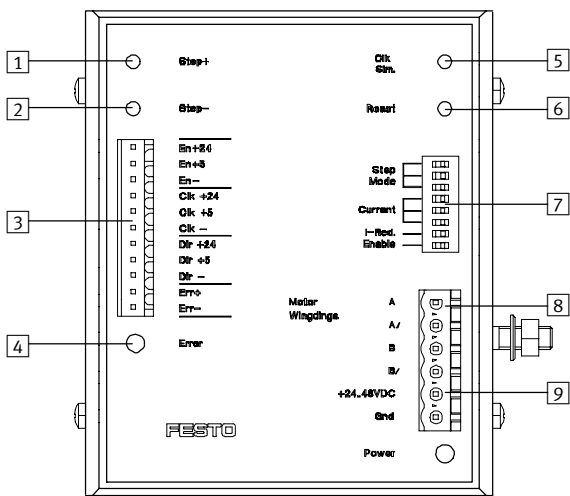 1
Step+
Clk
Sim.
5
2
Step-
Reset
6
En+24
En+5
En-
Clk +24
Clk +5
Clk -
Dir +24
Dir +5
Dir -
Err+
Err-
3
Step
Mode
Current
I-Red.
Enable
7
Motor
Wingdings
A
A/
B
B/
+24..48VDC
Gnd
8
9
4
Error
FESTO
Power